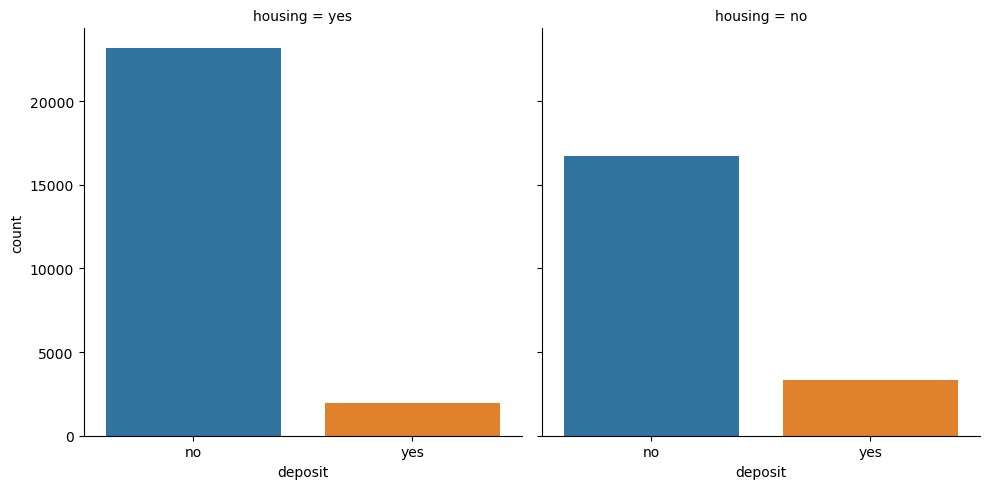 housing = yes
housing = no
count
20000
15000
10000
5000
0
no
yes
no
yes
deposit
deposit